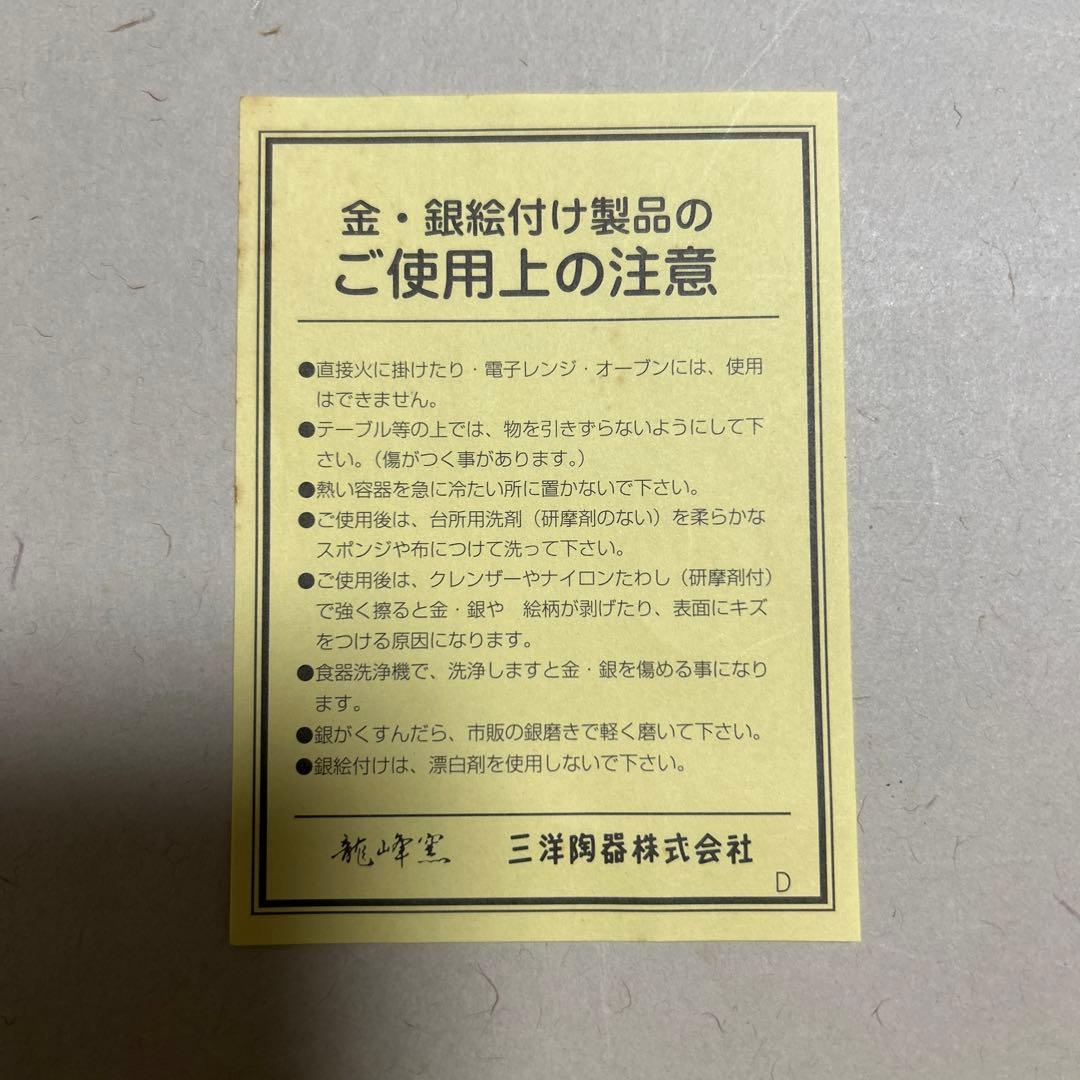 金・銀絵付け製品の
ご使用上の注意
●直接火に掛けたり・電子レンジ・オーブンには、使用
はできません。
●テーブル等の上では、物を引きずらないようにして下
さい。（傷がつく事があります。）
●熱い容器を急に冷たい所に置かないで下さい。
●ご使用後は、台所用洗剤（研摩剤のない）を柔らかな
スポンジや布につけて洗って下さい。
●ご使用後は、クレンザーやナイロンたわし（研摩剤付）
で強く擦ると金・銀や　絵柄が剥げたり、表面にキズ
をつける原因になります。
●食器洗浄機で、洗浄しますと金・銀を傷める事になり
ます。
●銀がくすんだら、市販の銀磨きで軽く磨いて下さい。
●銀絵付けは、漂白剤を使用しないで下さい。
龍峰窯　三洋陶器株式会社
D